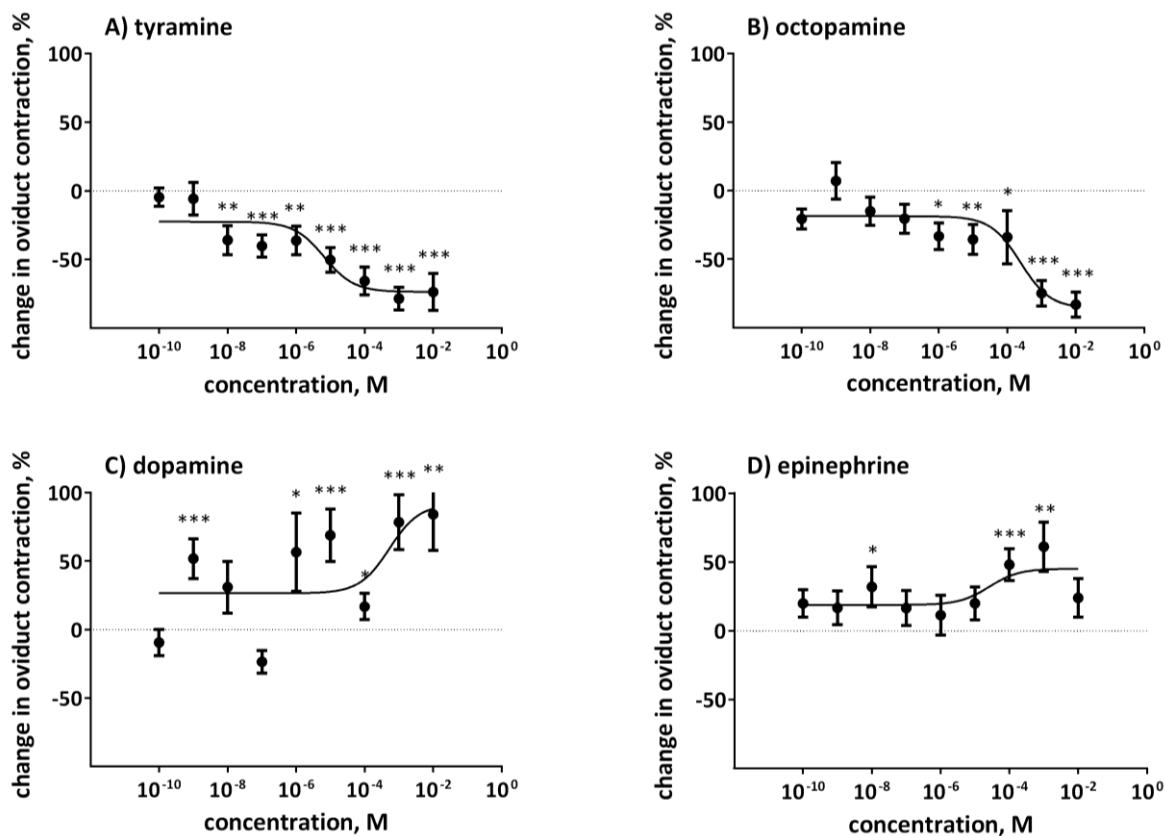 A) tyramine
change in oviduct contraction, %
100
50
0
-50
** *** ** *** *** *** ***
10⁻¹⁰ 10⁻⁸ 10⁻⁶ 10⁻⁴ 10⁻² 10⁰
concentration, M
B) octopamine
change in oviduct contraction, %
100
50
0
-50
* ** * *** ***
10⁻¹⁰ 10⁻⁸ 10⁻⁶ 10⁻⁴ 10⁻² 10⁰
concentration, M
C) dopamine
change in oviduct contraction, %
100
50
0
-50
*** * *** * *** **
10⁻¹⁰ 10⁻⁸ 10⁻⁶ 10⁻⁴ 10⁻² 10⁰
concentration, M
D) epinephrine
change in oviduct contraction, %
100
50
0
-50
* *** **
10⁻¹⁰ 10⁻⁸ 10⁻⁶ 10⁻⁴ 10⁻² 10⁰
concentration, M